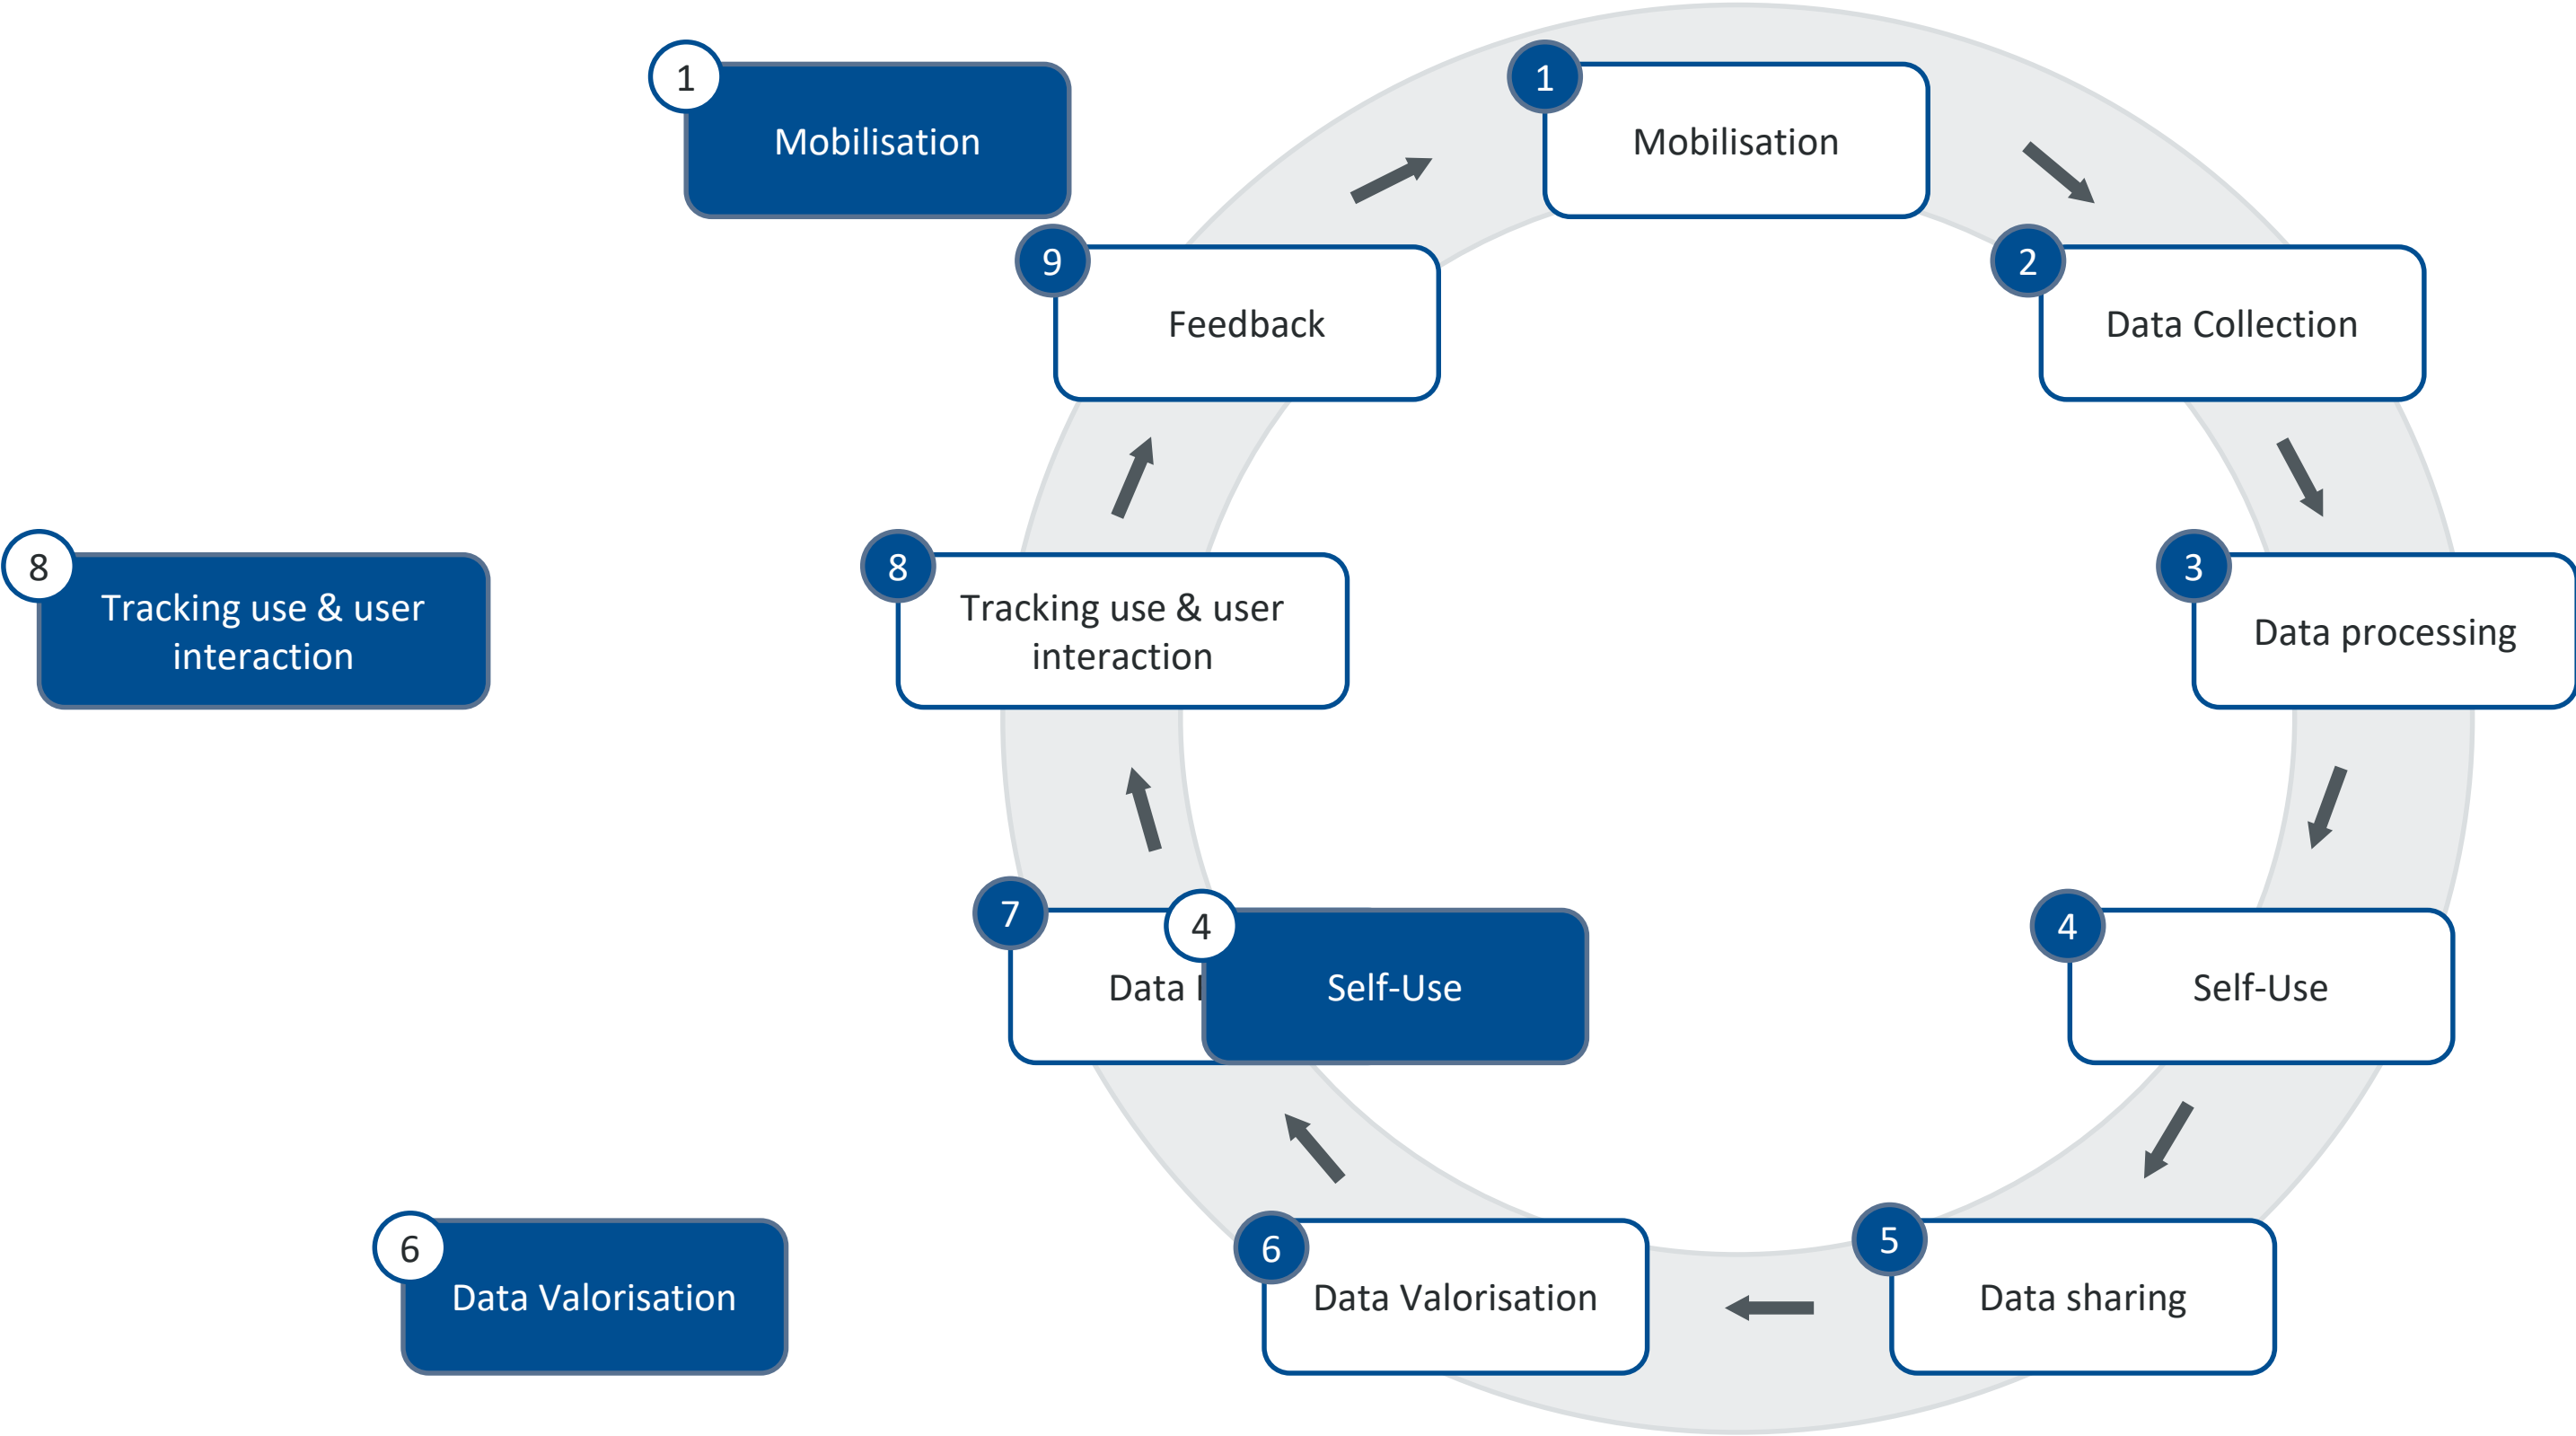 1
Mobilisation
1
Mobilisation
9
Feedback
2
Data Collection
8
Tracking use & user
interaction
8
Tracking use & user
interaction
3
Data processing
7
Data
4
Self-Use
4
Self-Use
6
Data Valorisation
6
Data Valorisation
5
Data sharing